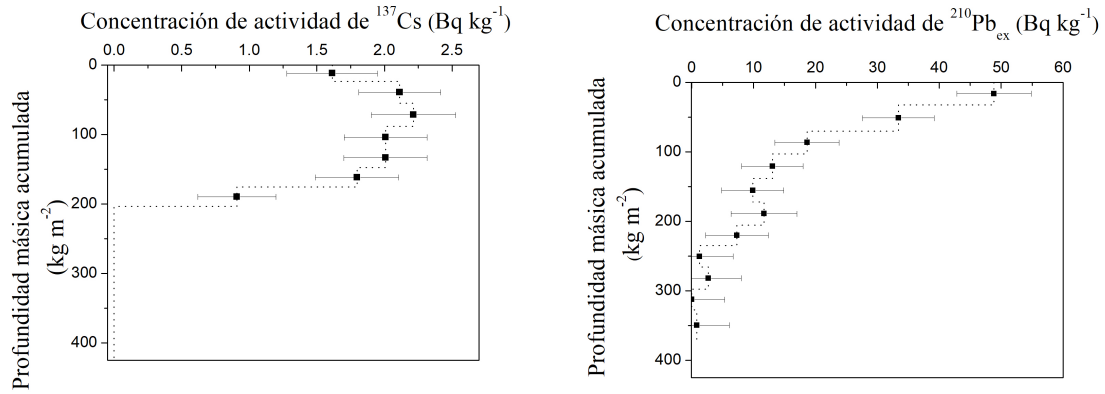 Concentración de actividad de ¹³⁷Cs (Bq kg⁻¹)
0.0 0.5 1.0 1.5 2.0 2.5
0
100
200
300
400
Profundidad másica acumulada
(kg m⁻²)
Concentración de actividad de ²¹⁰Pbₑₓ (Bq kg⁻¹)
0 10 20 30 40 50 60
0
100
200
300
400
Profundidad másica acumulada
(kg m⁻²)